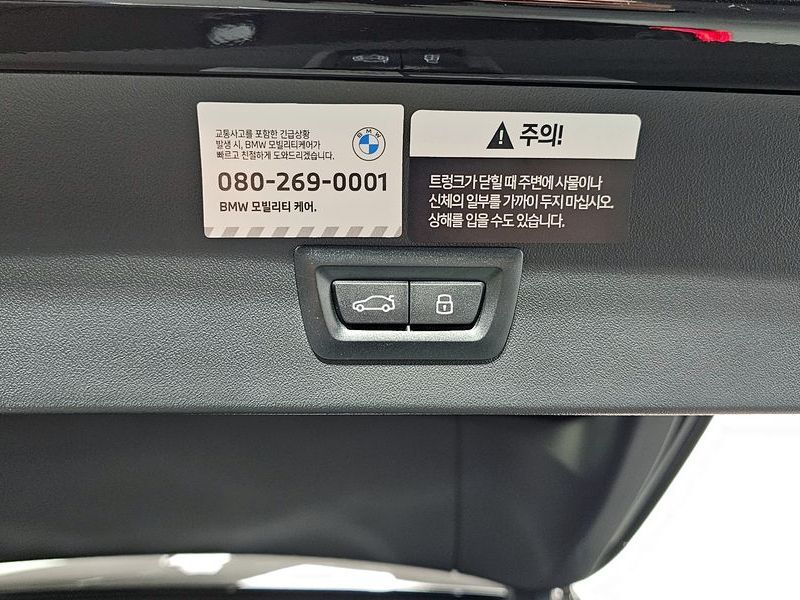 교통사고를 포함한 긴급상황
발생 시, BMW 모빌리티케어가
빠르고 친절하게 도와드리겠습니다.
080-269-0001
BMW 모빌리티 케어.
BMW
주의!
트렁크가 닫힐 때 주변에 사물이나
신체의 일부를 가까이 두지 마십시오.
상해를 입을 수도 있습니다.